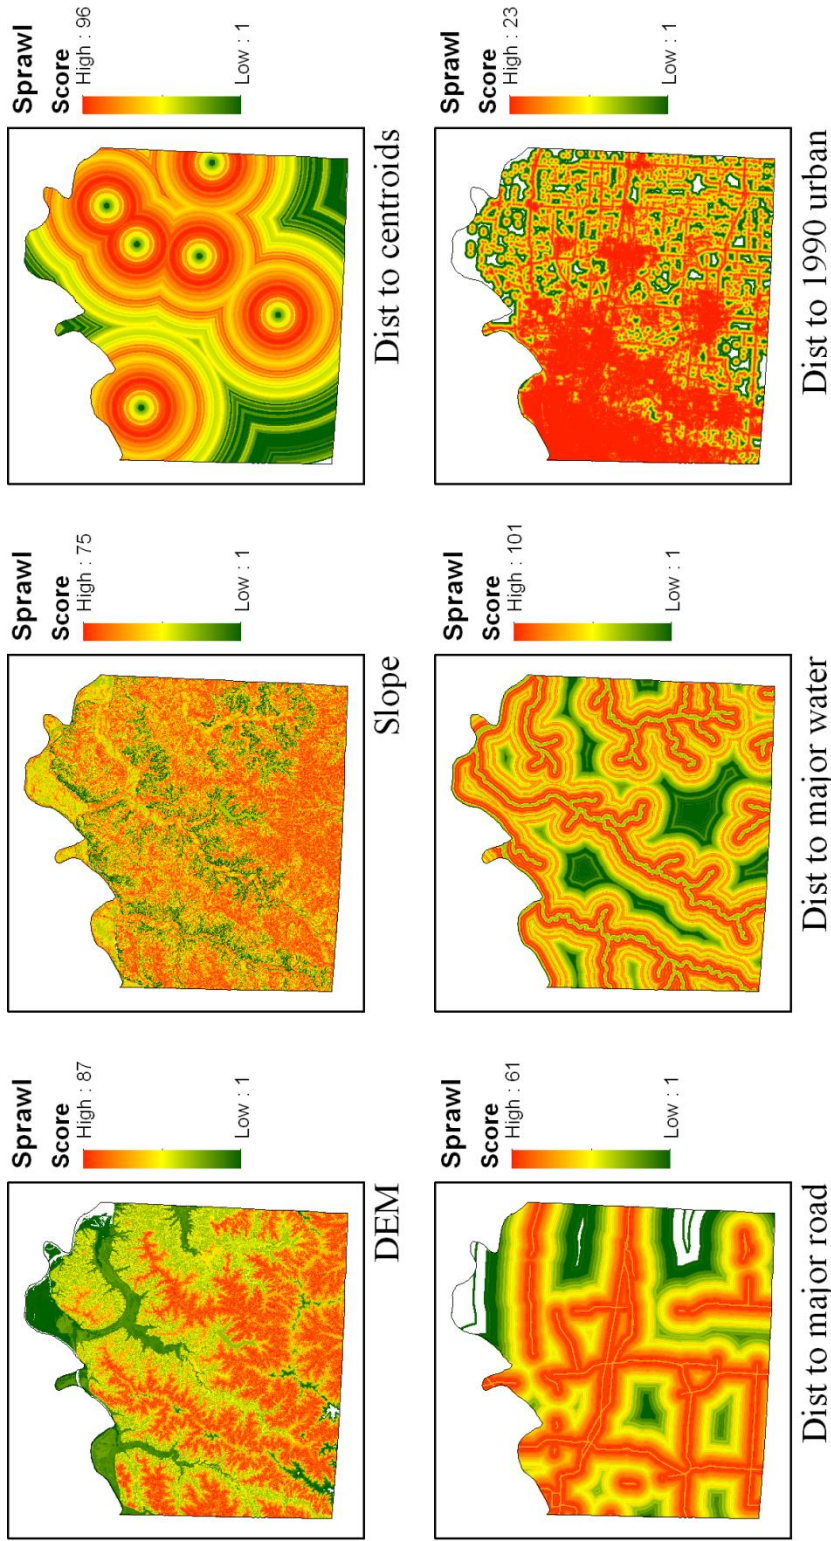 Sprawl
Score
High : 87
Low : 1
DEM
Sprawl
Score
High : 75
Low : 1
Slope
Sprawl
Score
High : 96
Low : 1
Dist to centroids
Sprawl
Score
High : 61
Low : 1
Dist to major road
Sprawl
Score
High : 101
Low : 1
Dist to major water
Sprawl
Score
High : 23
Low : 1
Dist to 1990 urban